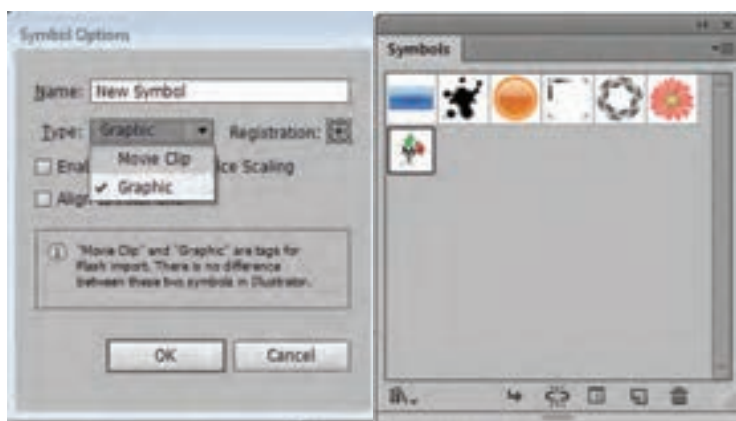 Symbol Options
Name: New Symbol
Type: Graphic
Registration:
Movie Clip
Graphic
Enab ice Scaling
Align
"Movie Clip" and "Graphic" are tags for
Flash import. There is no difference
between these two symbols in Illustrator.
OK
Cancel
Symbols